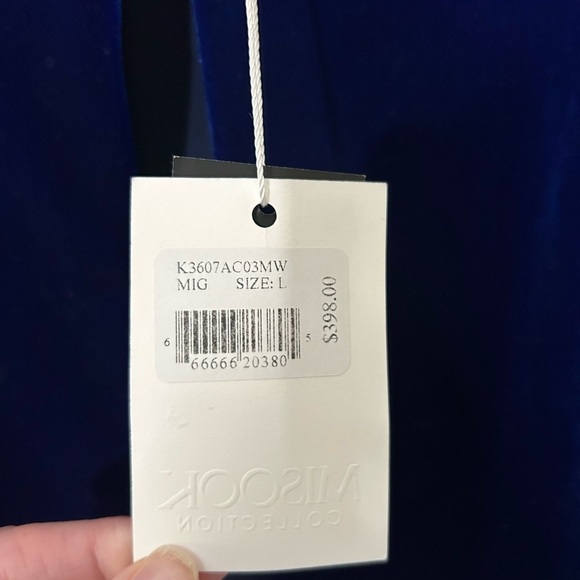 K3607AC03MW
MIG SIZE: L
$398.00
6 66666 20380 5
MISOOK
COLLECTION